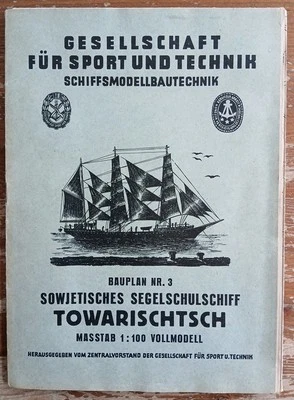 GESELLSCHAFT
FÜR SPORT UND TECHNIK
SCHIFFSMODELLBAUTECHNIK
BAUPLAN NR. 3
SOWJETISCHES SEGELSCHULSCHIFF
TOWARISCHTSCH
MASSTAB 1:100 VOLLMODELL
HERAUSGEGEBEN VOM ZENTRALVORSTAND DER GESELLSCHAFT FÜR SPORT U. TECHNIK